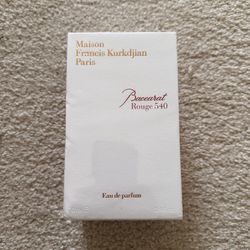 Maison
Francis Kurkdjian
Paris
Baccarat
Rouge 540
Eau de parfum